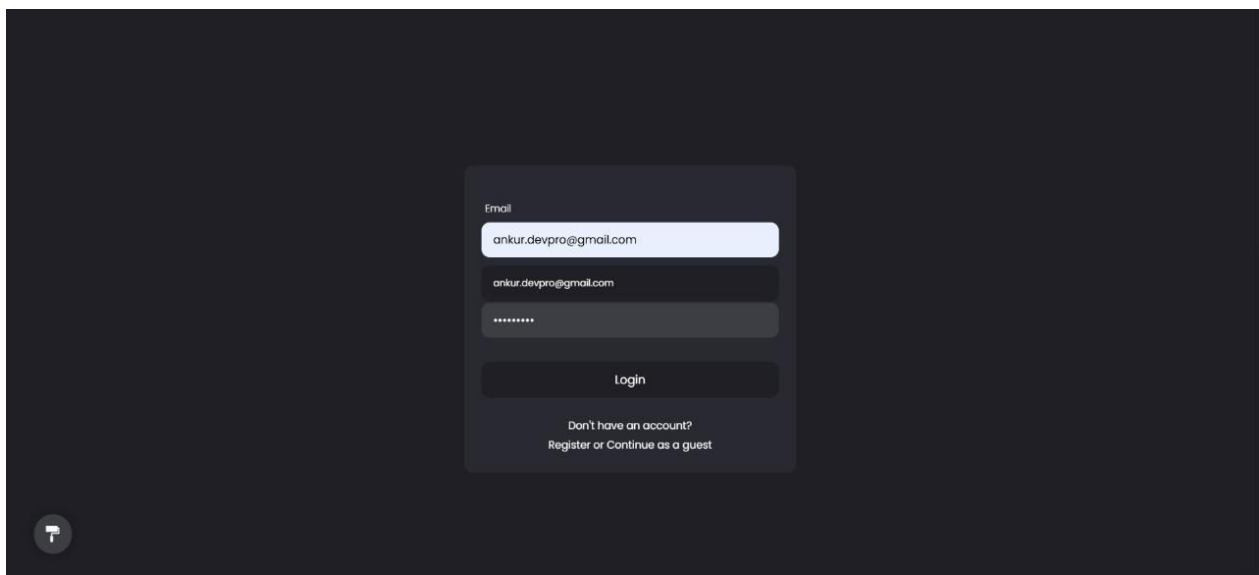 Email
ankur.devpro@gmail.com
ankur.devpro@gmail.com
•••••••••
Login
Don't have an account?
Register or Continue as a guest